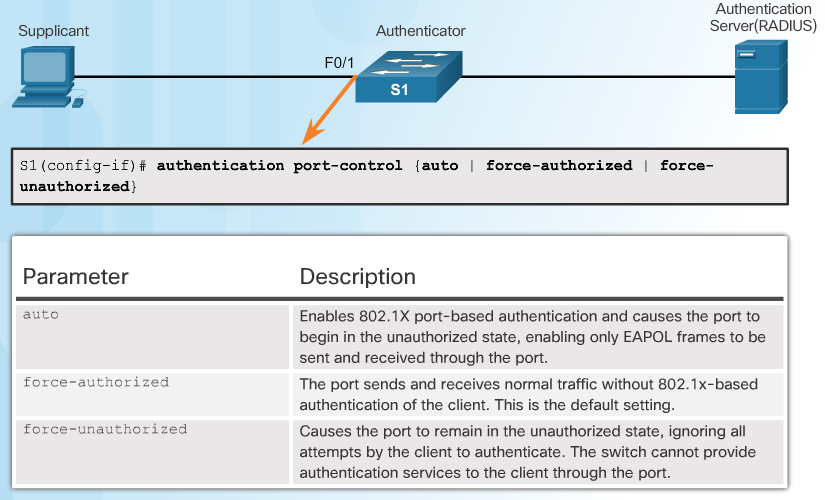 Supplicant
Authenticator
Authentication
Server(RADIUS)
F0/1
S1
S1(config-if)# authentication port-control {auto | force-authorized | force-
unauthorized}
Parameter
Description
auto
Enables 802.1X port-based authentication and causes the port to
begin in the unauthorized state, enabling only EAPOL frames to be
sent and received through the port.
force-authorized
The port sends and receives normal traffic without 802.1x-based
authentication of the client. This is the default setting.
force-unauthorized
Causes the port to remain in the unauthorized state, ignoring all
attempts by the client to authenticate. The switch cannot provide
authentication services to the client through the port.